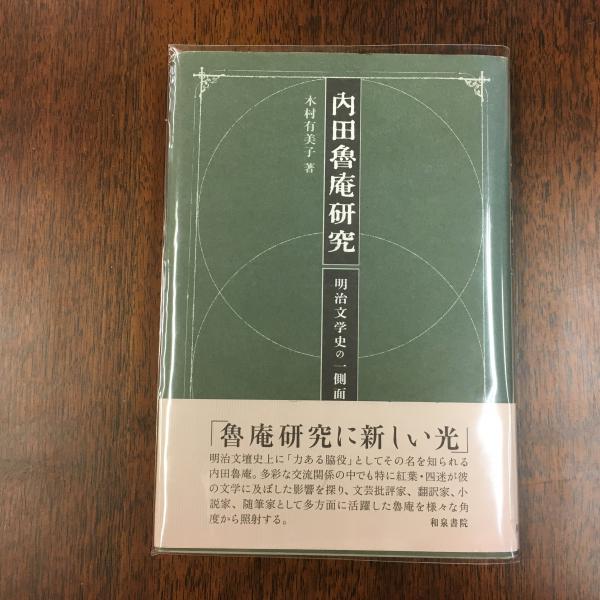 内田魯庵研究
明治文学史の一側面
木村有美子 著
「魯庵研究に新しい光」
明治文壇史上に「力ある脇役」としてその名を知られる
内田魯庵。多彩な交流関係の中でも特に紅葉・四迷が彼
の文学に及ぼした影響を探り、文芸批評家、翻訳家、小
説家、随筆家として多方面に活躍した魯庵を様々な角
度から照射する。
和泉書院